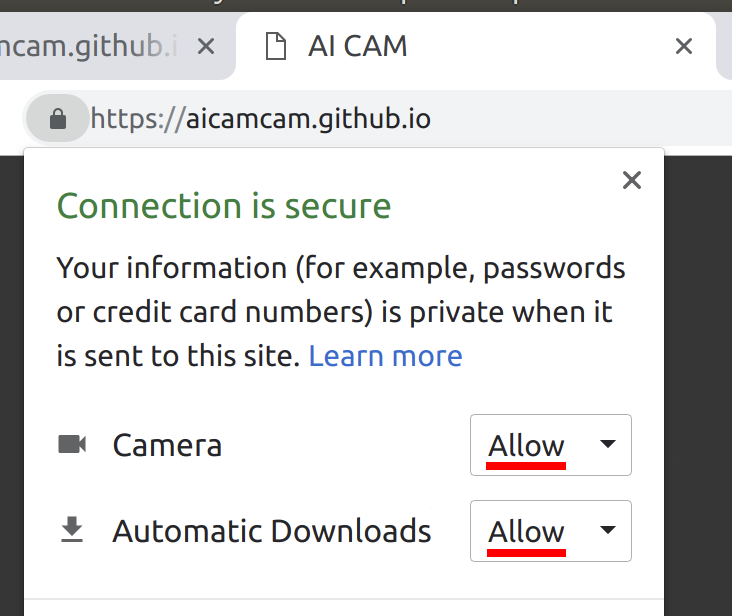 mcam.github.i
AI CAM
https://aicamcam.github.io
Connection is secure
Your information (for example, passwords
or credit card numbers) is private when it
is sent to this site. Learn more
Camera Allow
Automatic Downloads Allow